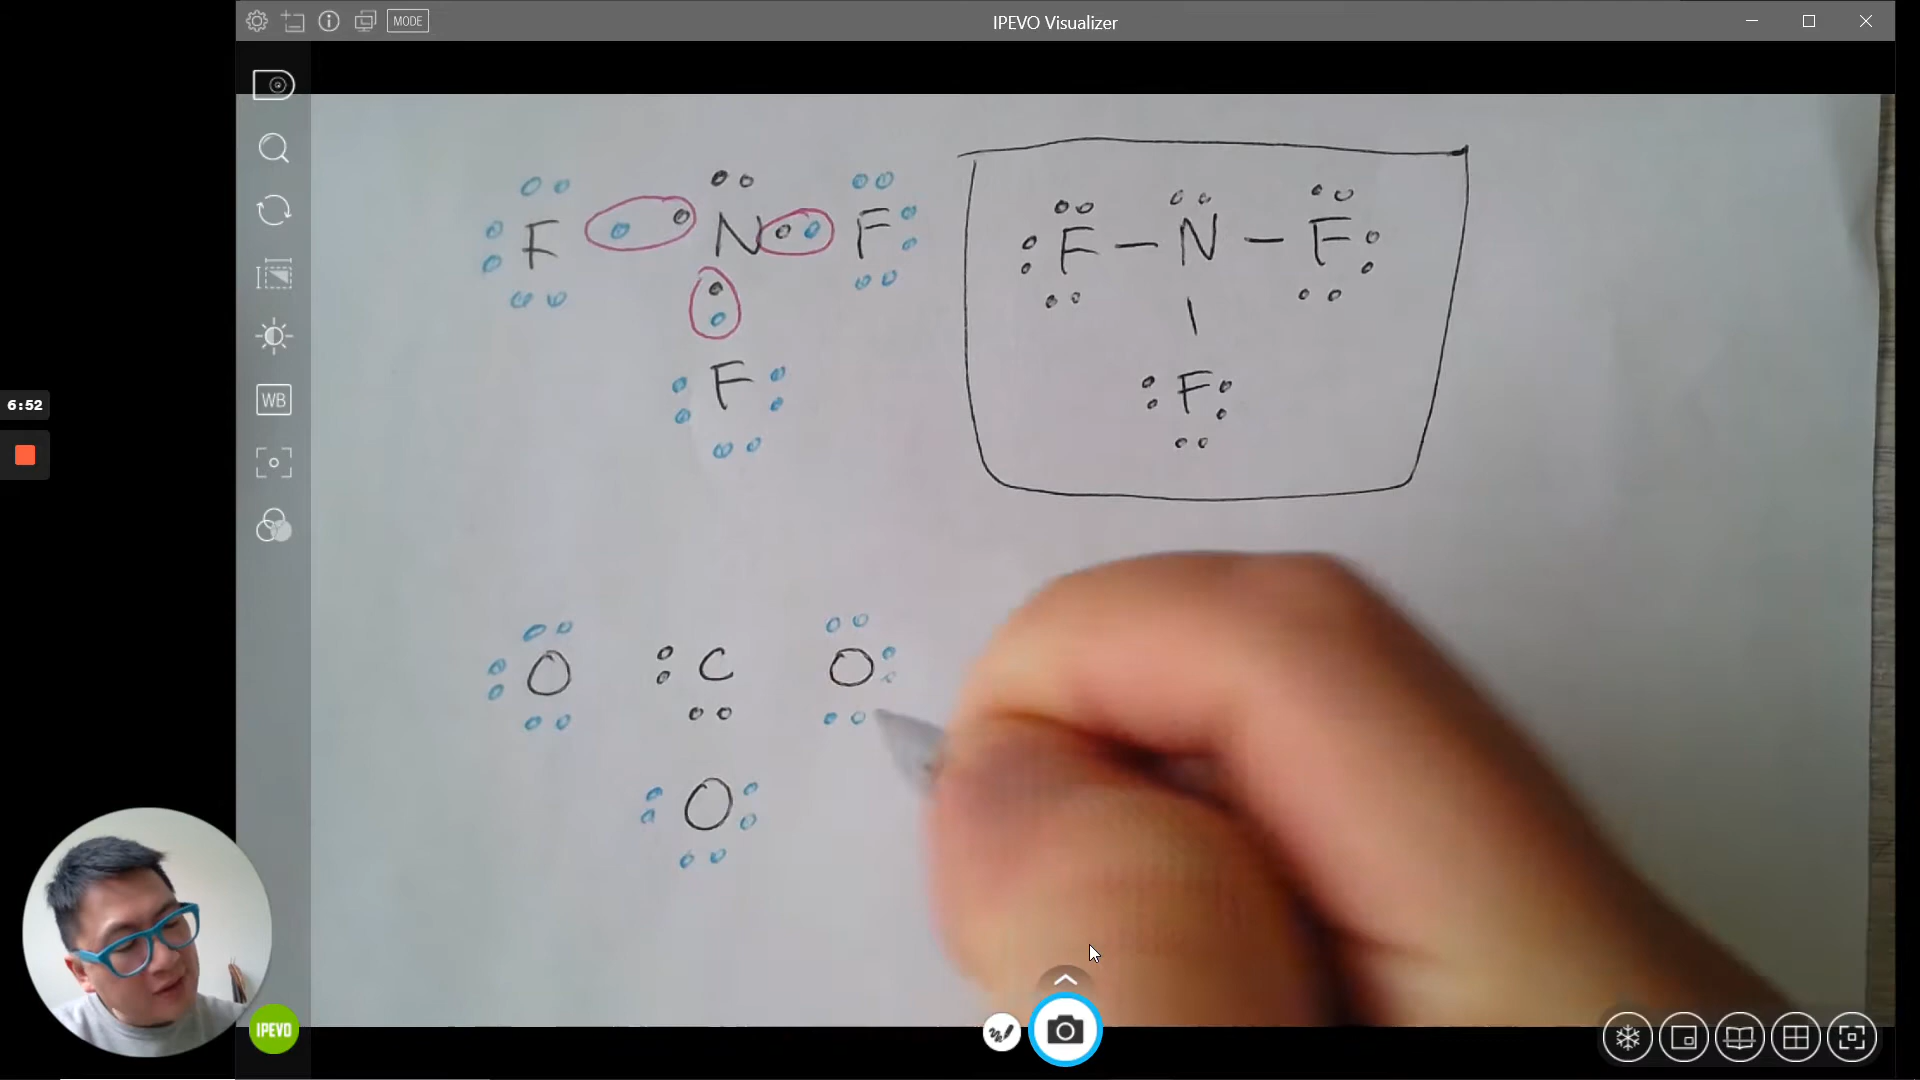 MODE
IPEVO Visualizer
F N F
F
F — N — F
|
F
WB
6:52
O C O
O
IPEVO